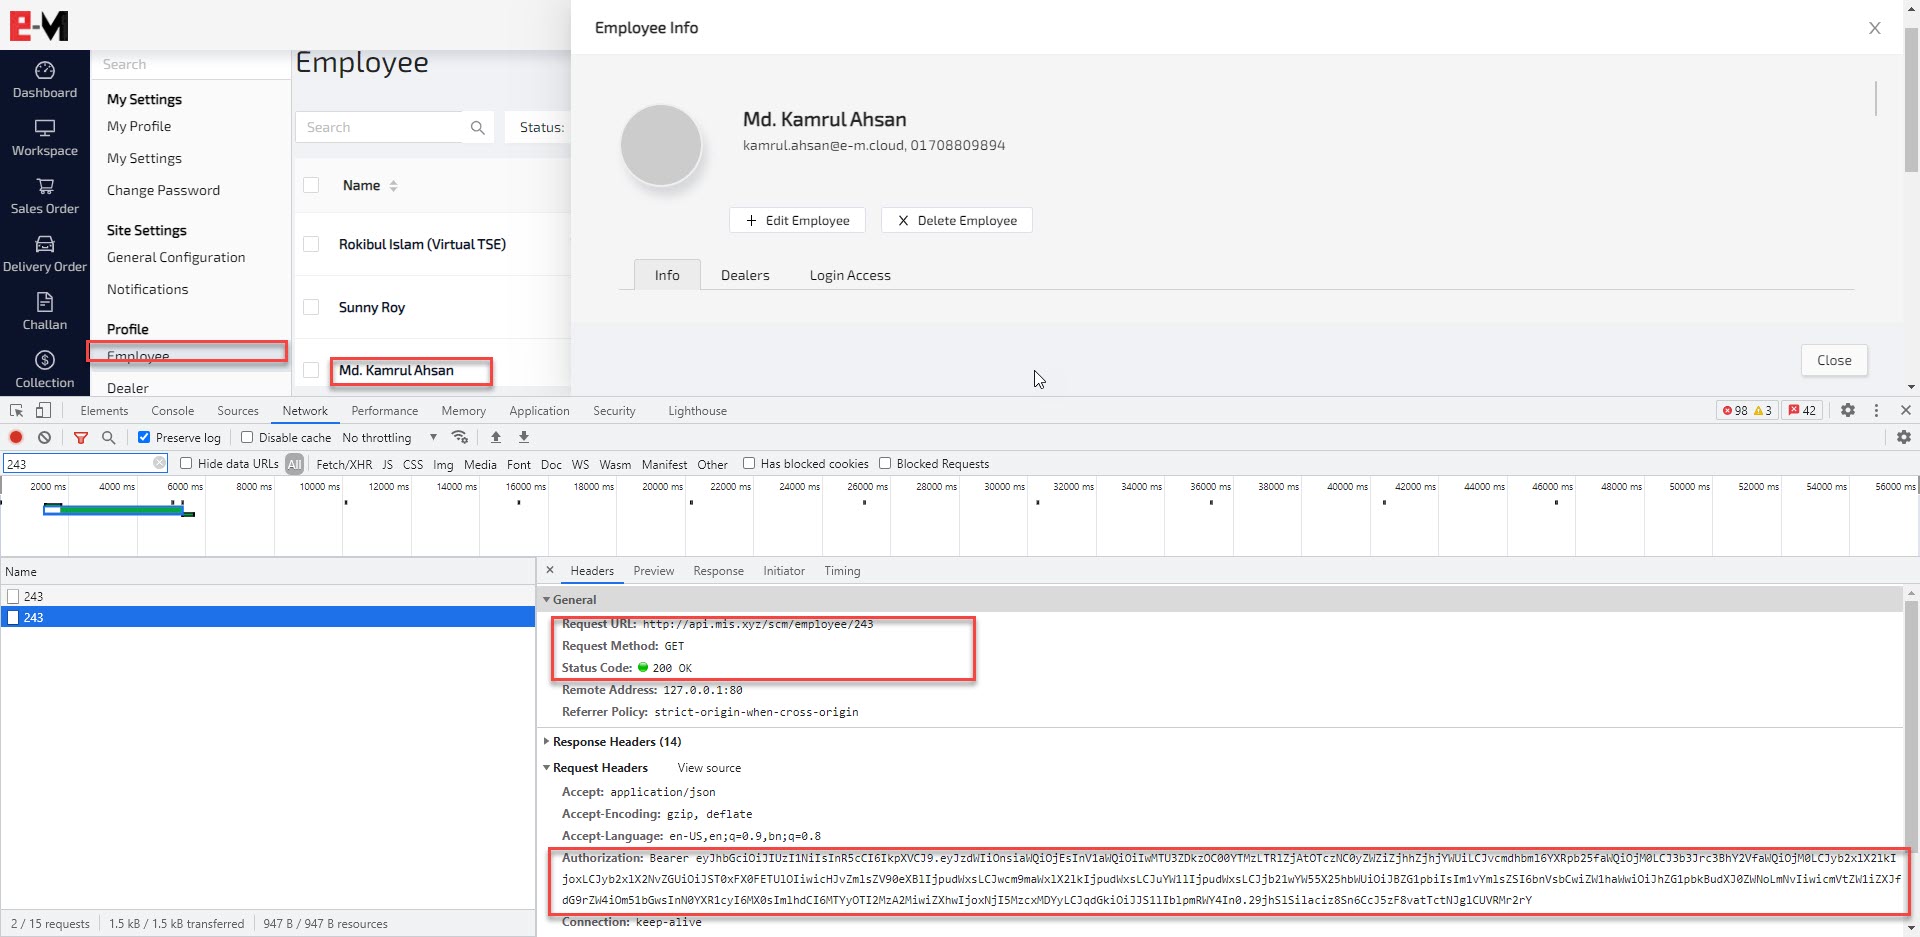 E-M
Dashboard
Workspace
Sales Order
Delivery Order
Challan
Collection
Search
My Settings
My Profile
My Settings
Change Password
Site Settings
General Configuration
Notifications
Profile
Employee
Dealer
Employee
Search
Status:
Name
Rokibul Islam (Virtual TSE)
Sunny Roy
Md. Kamrul Ahsan
Employee Info
Md. Kamrul Ahsan
kamrul.ahsan@e-m.cloud, 01708809894
Edit Employee Delete Employee
Info Dealers Login Access
Close
Elements Console Sources Network Performance Memory Application Security Lighthouse 98 3 42
Preserve log Disable cache No throttling
243 Hide data URLs All Fetch/XHR JS CSS Img Media Font Doc WS Wasm Manifest Other Has blocked cookies Blocked Requests
2000 ms 4000 ms 6000 ms 8000 ms 10000 ms 12000 ms 14000 ms 16000 ms 18000 ms 20000 ms 22000 ms 24000 ms 26000 ms 28000 ms 30000 ms 32000 ms 34000 ms 36000 ms 38000 ms 40000 ms 42000 ms 44000 ms 46000 ms 48000 ms 50000 ms 52000 ms 54000 ms 56000 ms
Name
243
243
2 / 15 requests 1.5 kB / 1.5 kB transferred 947 B / 947 B resources
Headers Preview Response Initiator Timing
General
Request URL: http://api.mis.xyz/scm/employee/243
Request Method: GET
Status Code: 200 OK
Remote Address: 127.0.0.1:80
Referrer Policy: strict-origin-when-cross-origin
Response Headers (14)
Request Headers View source
Accept: application/json
Accept-Encoding: gzip, deflate
Accept-Language: en-US,en;q=0.9,bn;q=0.8
Authorization: Bearer
Connection: keep-alive